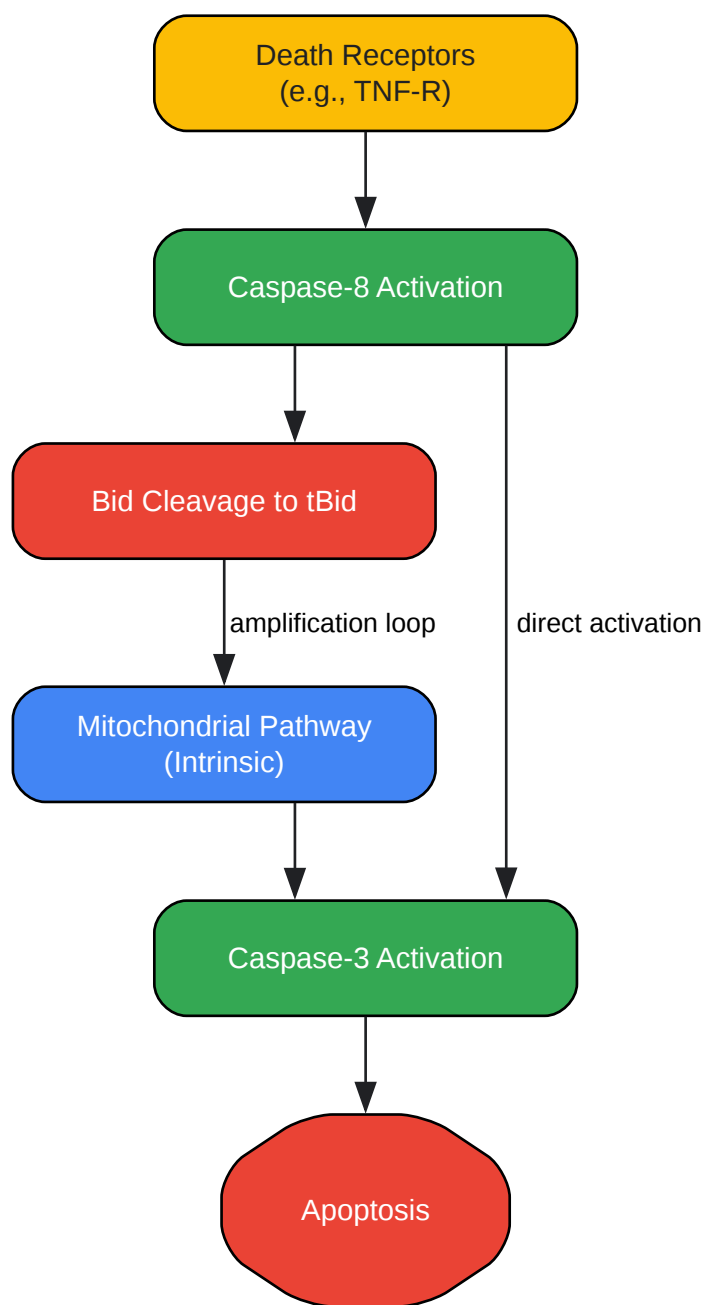 Death Receptors
(e.g., TNF-R)
Caspase-8 Activation
Bid Cleavage to tBid
amplification loop
direct activation
Mitochondrial Pathway
(Intrinsic)
Caspase-3 Activation
Apoptosis